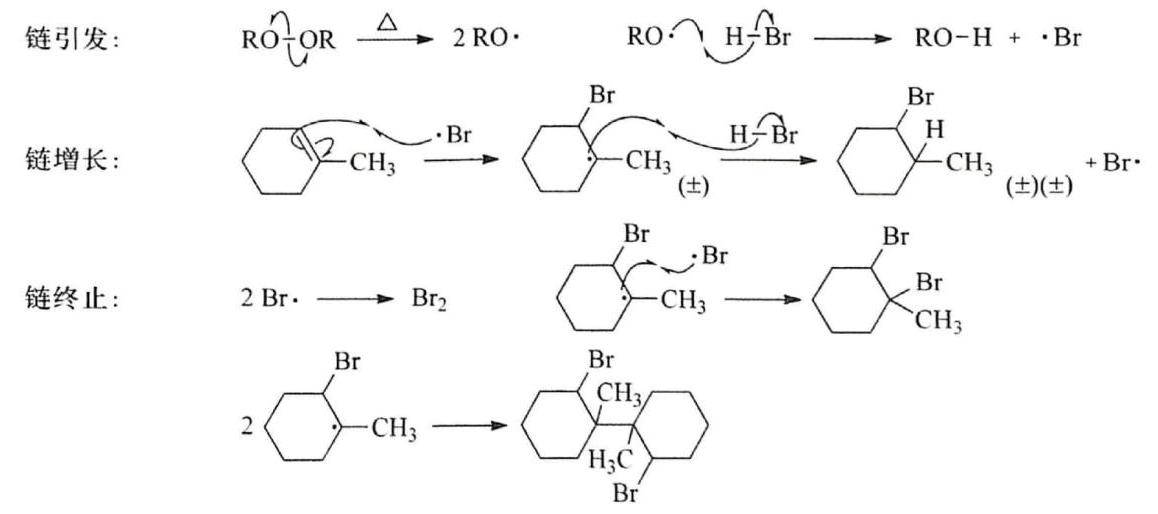 链引发: RO-OR △ 2 RO· RO· H-Br RO-H + ·Br
链增长: CH₃ ·Br Br CH₃ (±) H-Br Br H CH₃ (±)(±) + Br·
链终止: 2 Br· Br₂ Br CH₃ ·Br Br Br CH₃
2 Br CH₃ Br CH₃ H₃C Br